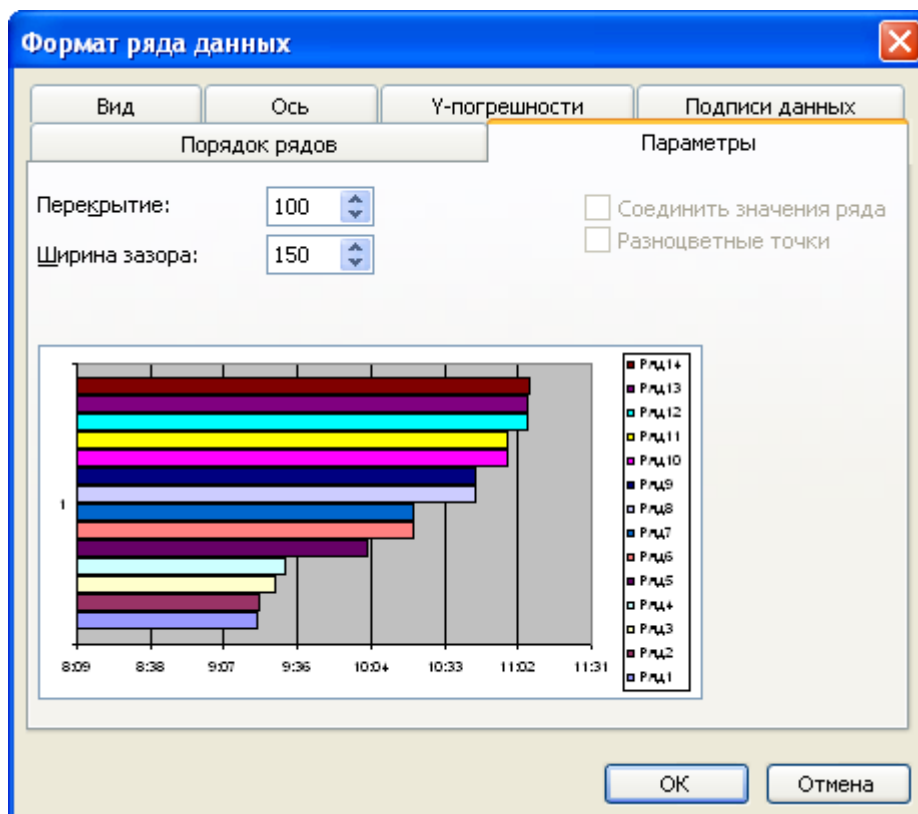 Формат ряда данных
Вид
Ось
Y-погрешности
Подписи данных
Порядок рядов
Параметры
Перекрытие:
100
Соединить значения ряда
Ширина зазора:
150
Разноцветные точки
Ряд14
Ряд13
Ряд12
Ряд11
Ряд10
Ряд9
Ряд8
Ряд7
Ряд6
Ряд5
Ряд4
Ряд3
Ряд2
Ряд1
1
8:09 8:38 9:07 9:36 10:04 10:33 11:02 11:31
ОК
Отмена